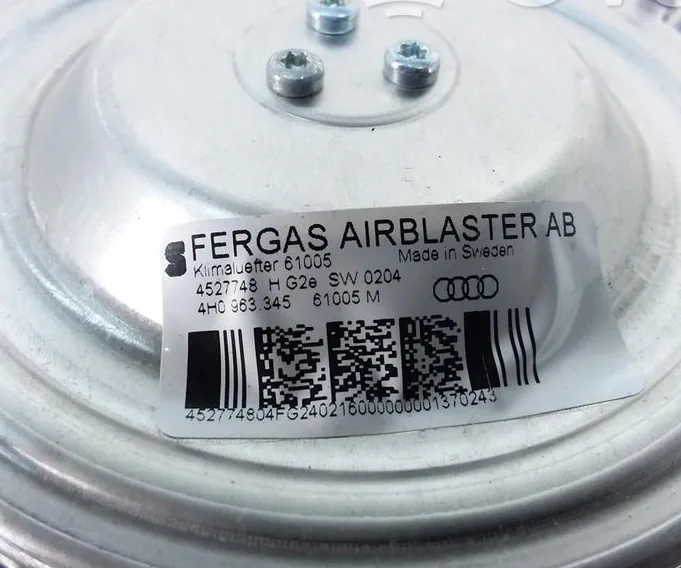 FERGAS AIRBLASTER AB
Klimaluefter 61005 Made in Sweden
4527748 H G2e SW 0204
4H0 963.345 61005 M
452774804FG240216000000001370243